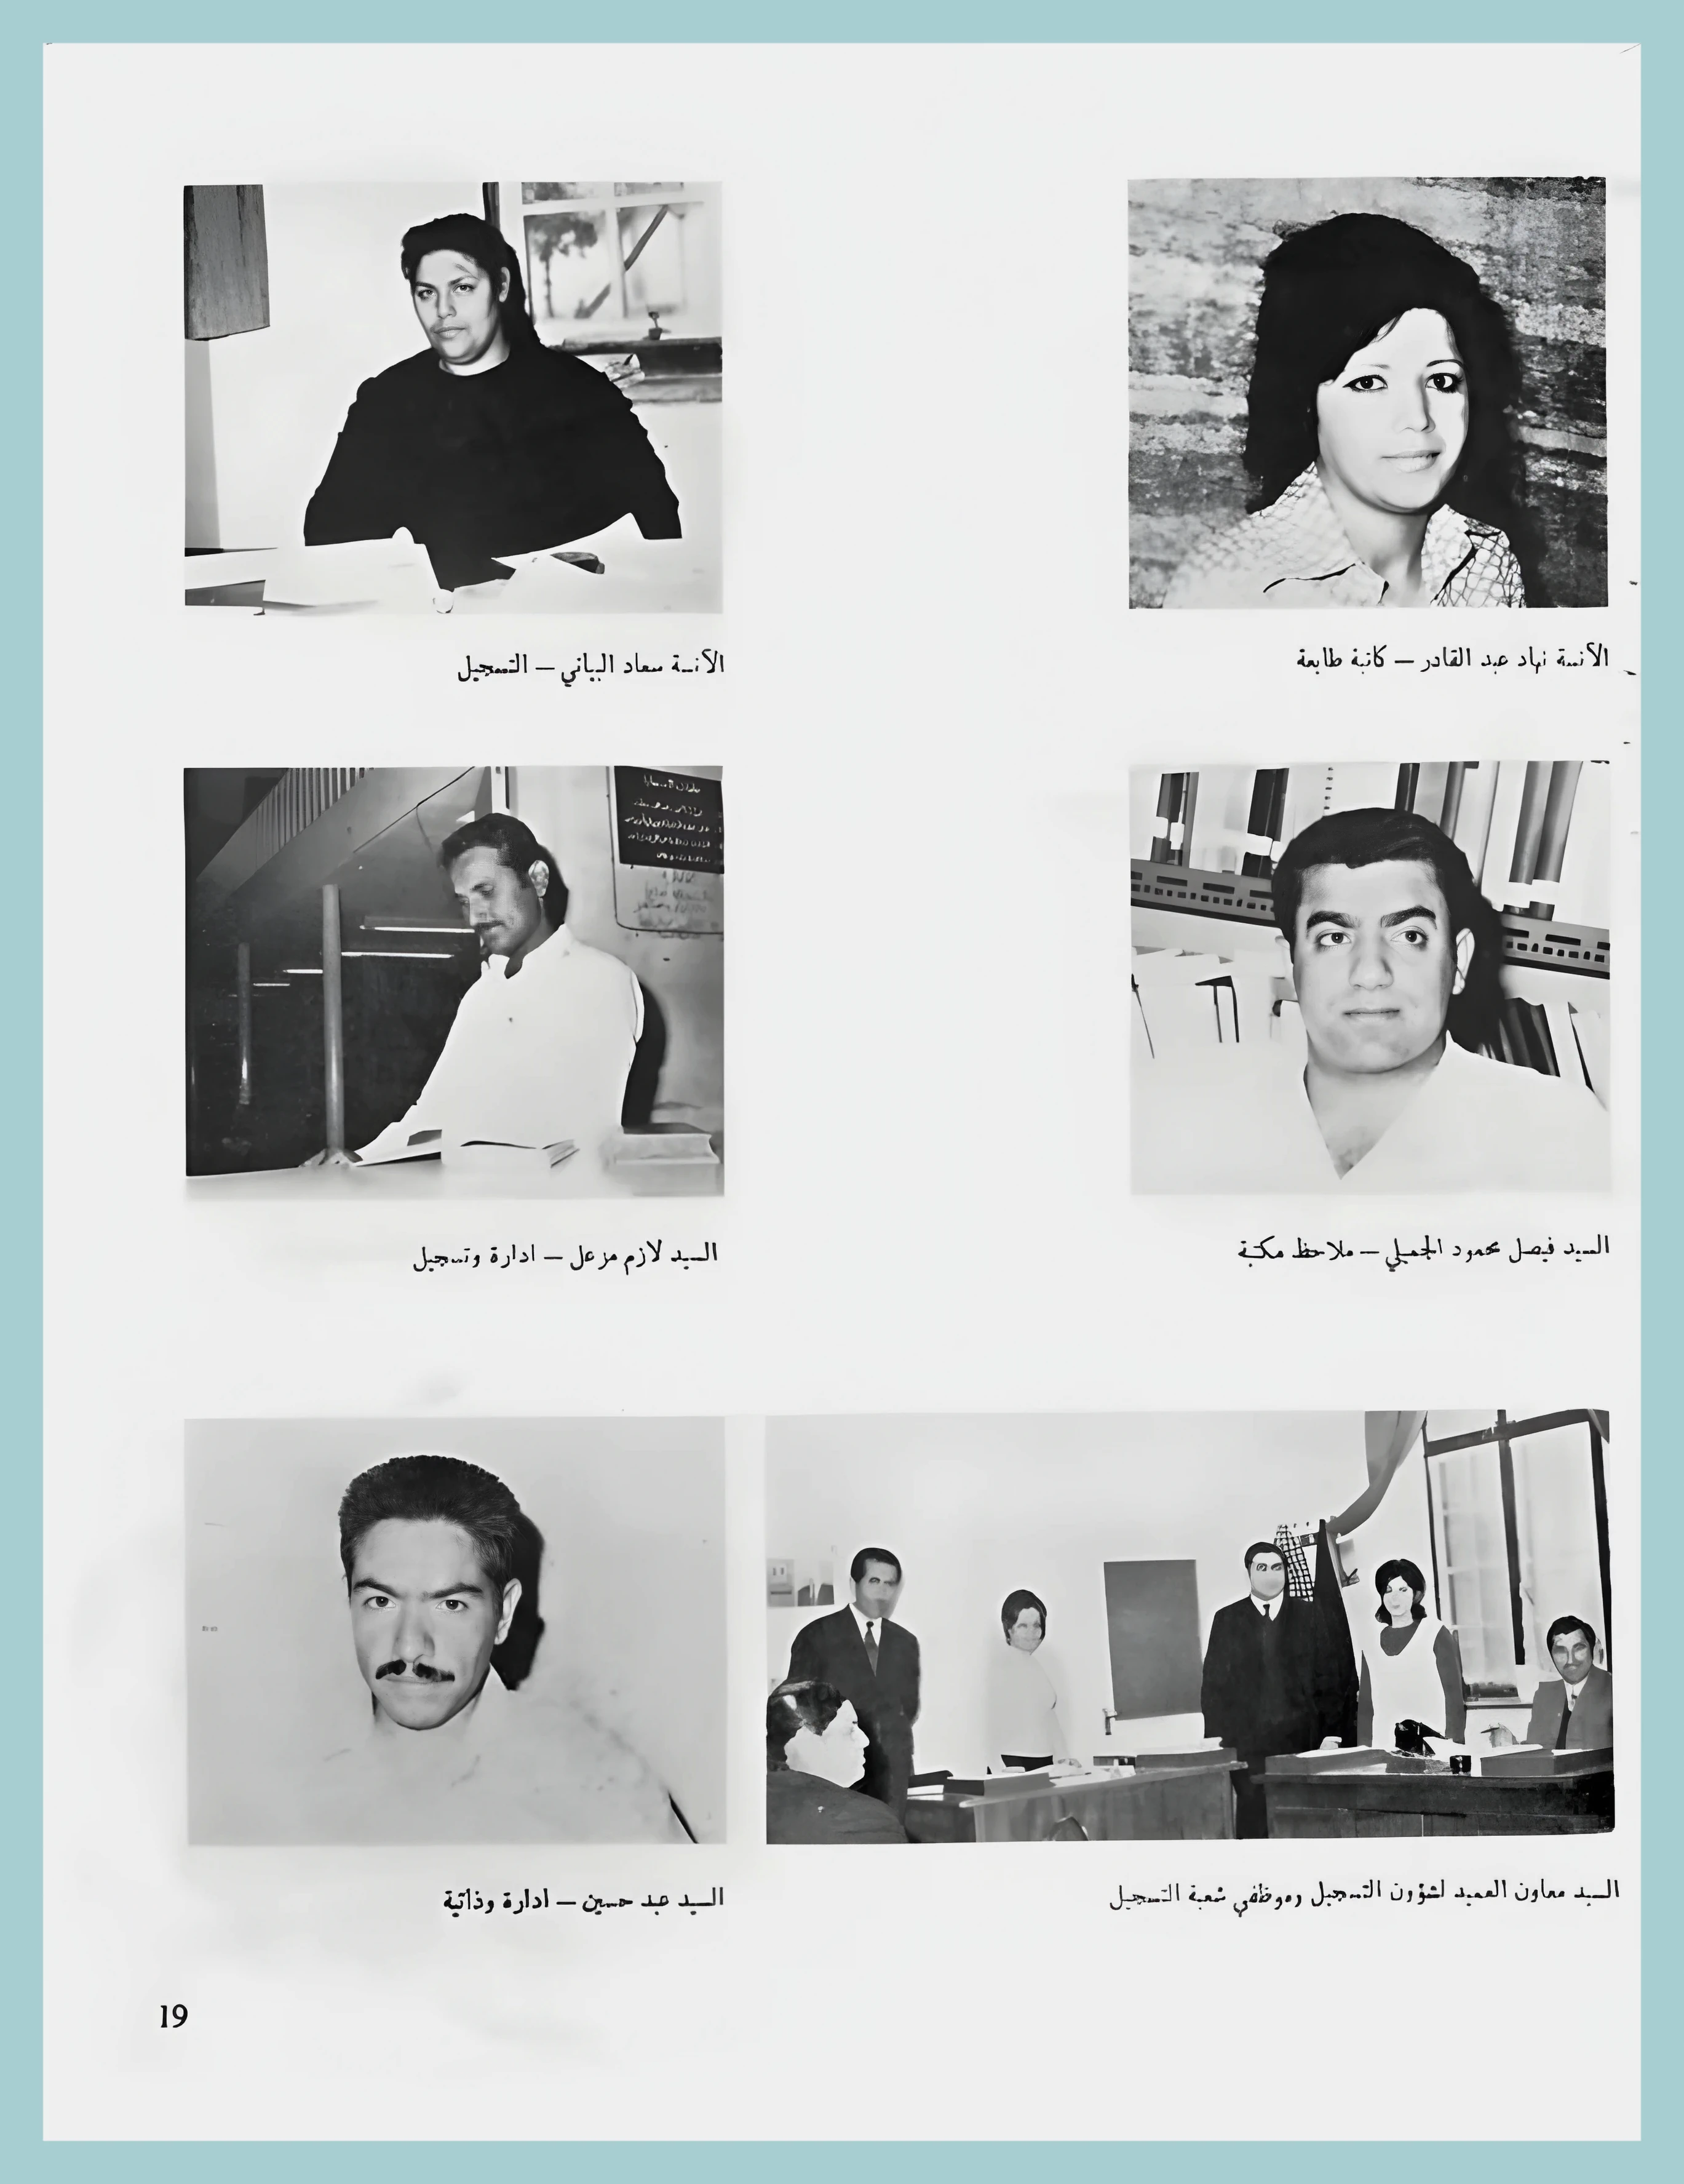 الآنسة نهاد عبد القادر — كاتبة طابعة
الآنسة سعاد البياتي — التسجيل
السيد فيصل محمود الجميلي — ملاحظ مكتبة
السيد لازم مزعل — ادارة وتسجيل
السيد معاون العميد لشؤون التسجيل وموظفي شعبة التسجيل
السيد عبد حسين — ادارة وذاتية
19